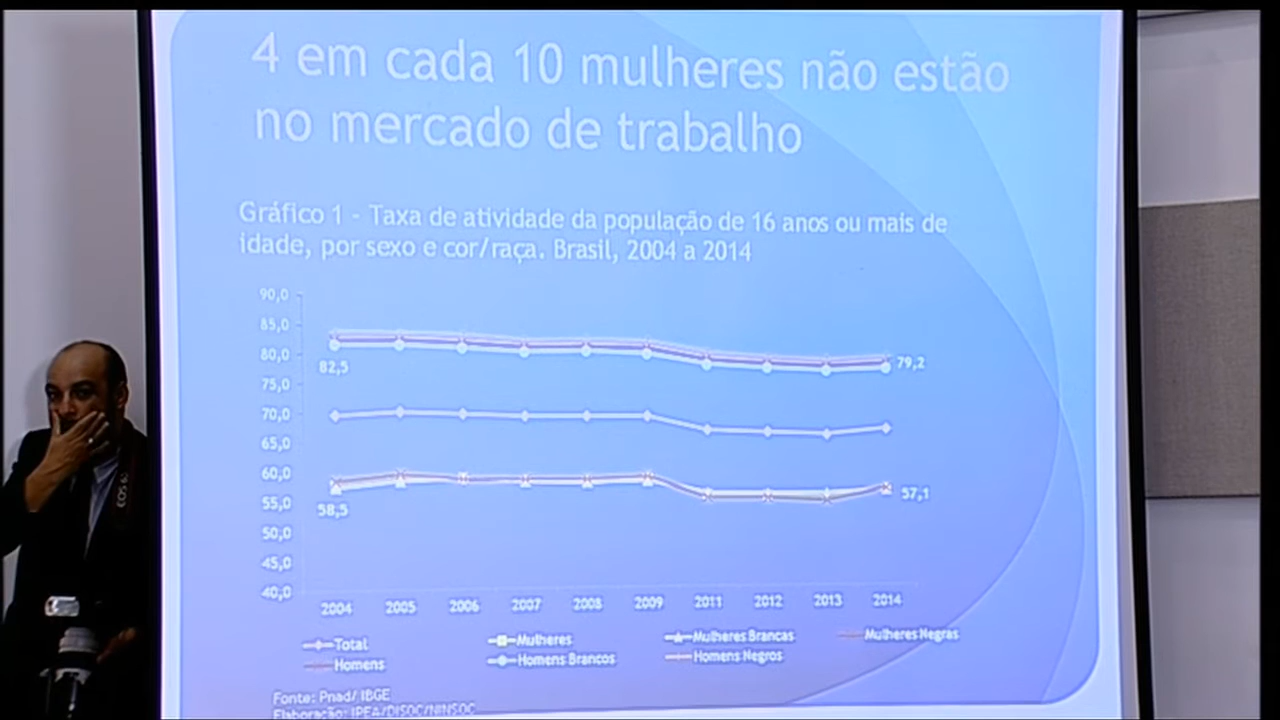 4 em cada 10 mulheres não estão
no mercado de trabalho
Gráfico 1 - Taxa de atividade da população de 16 anos ou mais de
idade, por sexo e cor/raça. Brasil, 2004 a 2014
90,0
85,0
80,0
75,0
70,0
65,0
60,0
55,0
50,0
45,0
40,0
82,5
79,2
58,5
57,1
2004 2005 2006 2007 2008 2009 2011 2012 2013 2014
Total Mulheres Mulheres Brancas Mulheres Negras
Homens Homens Brancos Homens Negros
Fonte: Pnad/ IBGE
Elaboração: IPEA/DISOC/NINSOC